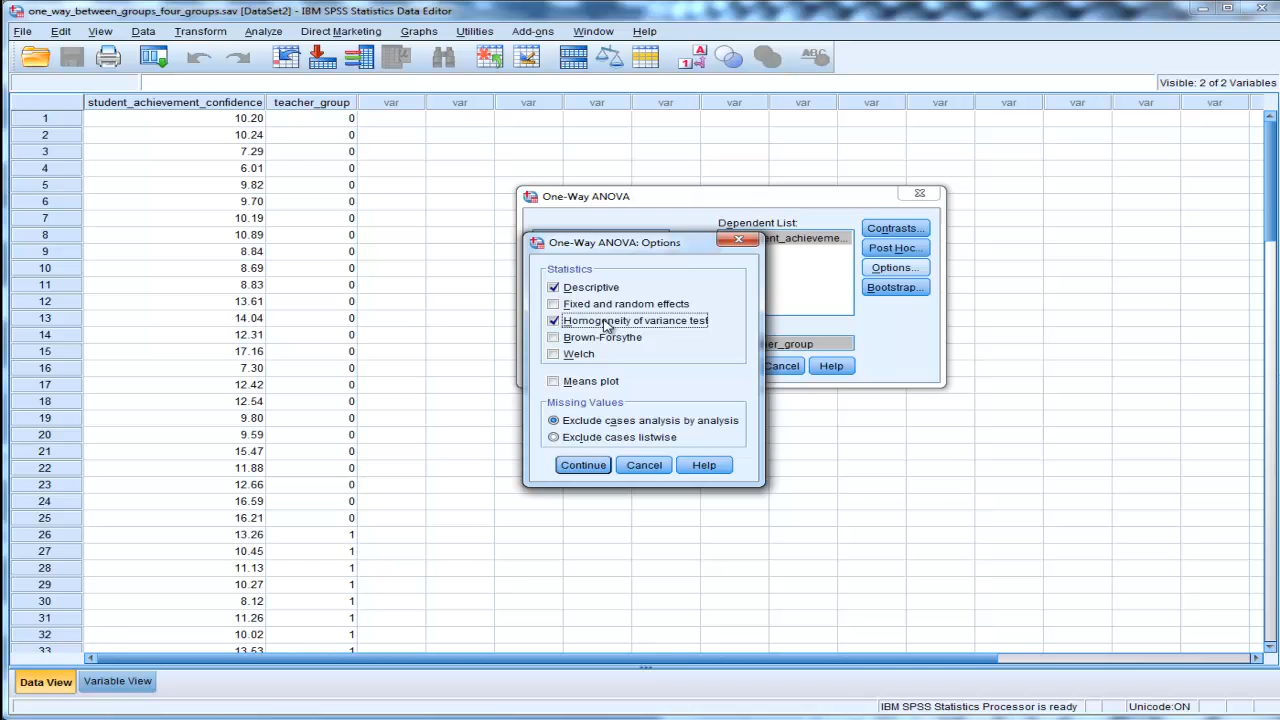 one_way_between_groups_four_groups.sav [DataSet2] - IBM SPSS Statistics Data Editor
File Edit View Data Transform Analyze Direct Marketing Graphs Utilities Add-ons Window Help
Visible: 2 of 2 Variables
student_achievement_confidence teacher_group var var var var var var var var var var var var var
1 10.20 0
2 10.24 0
3 7.29 0
4 6.01 0
5 9.82 0
6 9.70 0
7 10.19 0
8 10.89 0
9 8.84 0
10 8.69 0
11 8.83 0
12 13.61 0
13 14.04 0
14 12.31 0
15 17.16 0
16 7.30 0
17 12.42 0
18 12.54 0
19 9.80 0
20 9.59 0
21 15.47 0
22 11.88 0
23 12.66 0
24 16.59 0
25 16.21 0
26 13.26 1
27 10.45 1
28 11.13 1
29 10.27 1
30 8.12 1
31 11.26 1
32 10.02 1
33 13.53 1
One-Way ANOVA
Dependent List:
ent_achieveme...
er_group
Contrasts...
Post Hoc...
Options...
Bootstrap...
Cancel Help
One-Way ANOVA: Options
Statistics
Descriptive
Fixed and random effects
Homogeneity of variance test
Brown-Forsythe
Welch
Means plot
Missing Values
Exclude cases analysis by analysis
Exclude cases listwise
Continue Cancel Help
Data View Variable View
IBM SPSS Statistics Processor is ready Unicode:ON